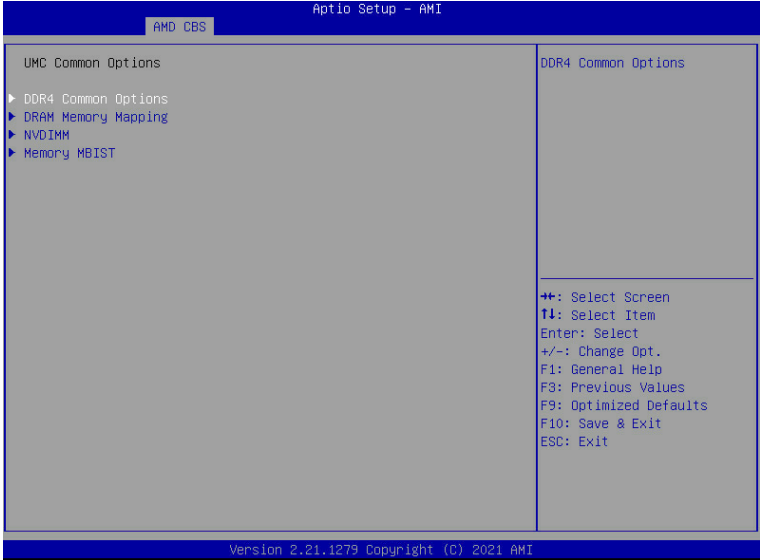 Aptio Setup – AMI
AMD CBS
UMC Common Options
DDR4 Common Options
DRAM Memory Mapping
NVDIMM
Memory MBIST
DDR4 Common Options
→←: Select Screen
↑↓: Select Item
Enter: Select
+/-: Change Opt.
F1: General Help
F3: Previous Values
F9: Optimized Defaults
F10: Save & Exit
ESC: Exit
Version 2.21.1279 Copyright (C) 2021 AMI